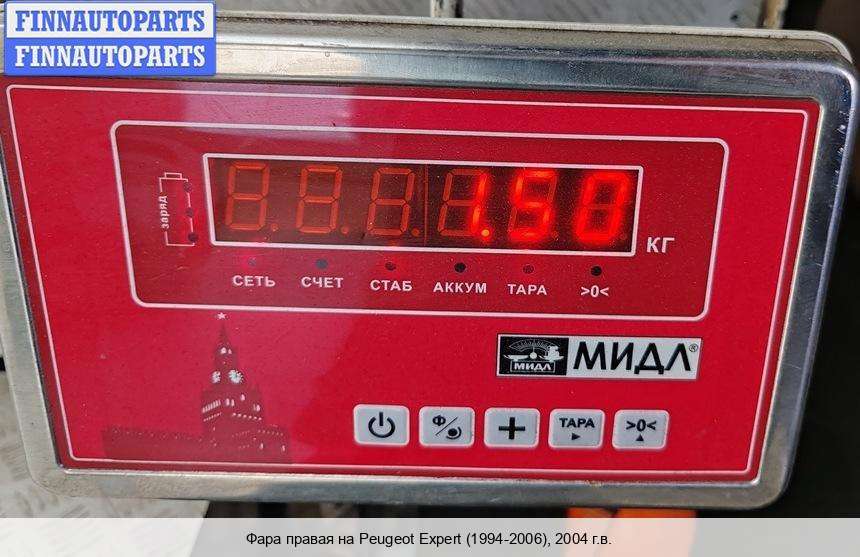 FINNAUTOPARTS
FINNAUTOPARTS
заряд
1.50
КГ
СЕТЬ СЧЕТ СТАБ АККУМ ТАРА >0<
МИДЛ МИДЛ®
Ф ТАРА >0<
Фара правая на Peugeot Expert (1994-2006), 2004 г.в.